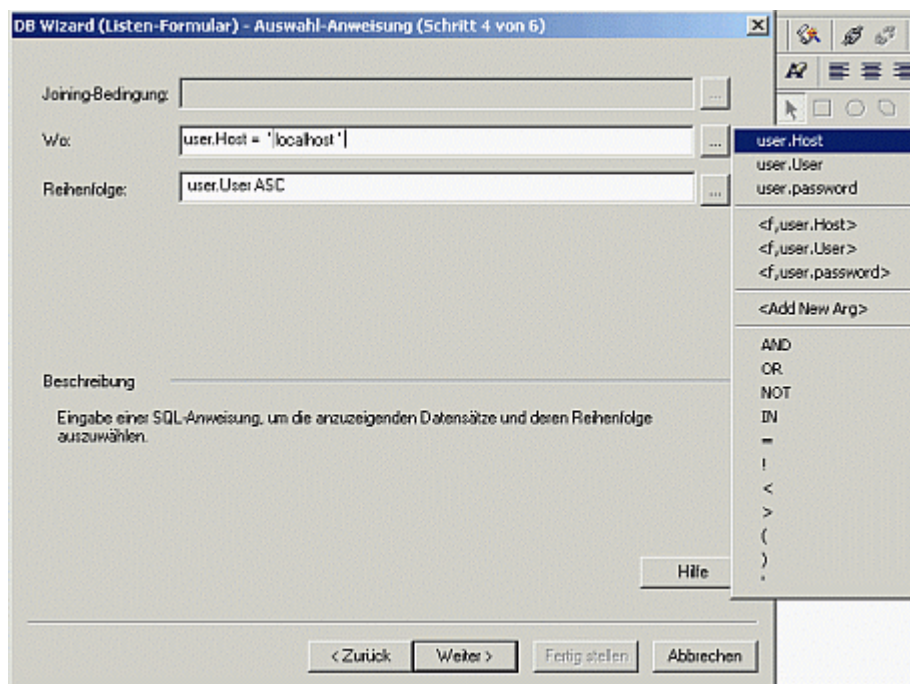 DB Wizard (Listen-Formular) - Auswahl-Anweisung (Schritt 4 von 6)
Joining-Bedingung:
...
Wo:
user.Host = 'localhost'
...
Reihenfolge:
user.User ASC
...
Beschreibung
Eingabe einer SQL-Anweisung, um die anzuzeigenden Datensätze und deren Reihenfolge
auszuwählen.
Hilfe
< Zurück
Weiter >
Fertig stellen
Abbrechen
user.Host
user.User
user.password
<f,user.Host>
<f,user.User>
<f,user.password>
<Add New Arg>
AND
OR
NOT
IN
=
!
<
>
(
)
'